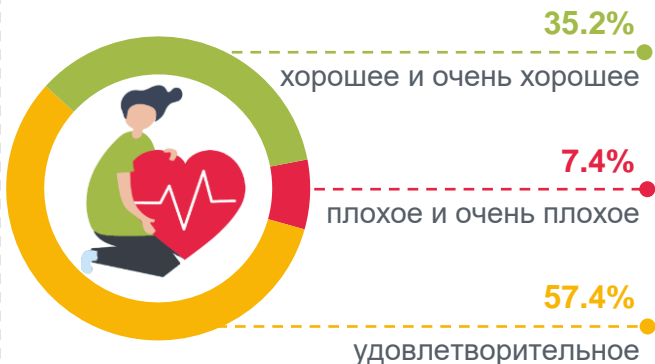 35.2%
хорошее и очень хорошее
7.4%
плохое и очень плохое
57.4%
удовлетворительное